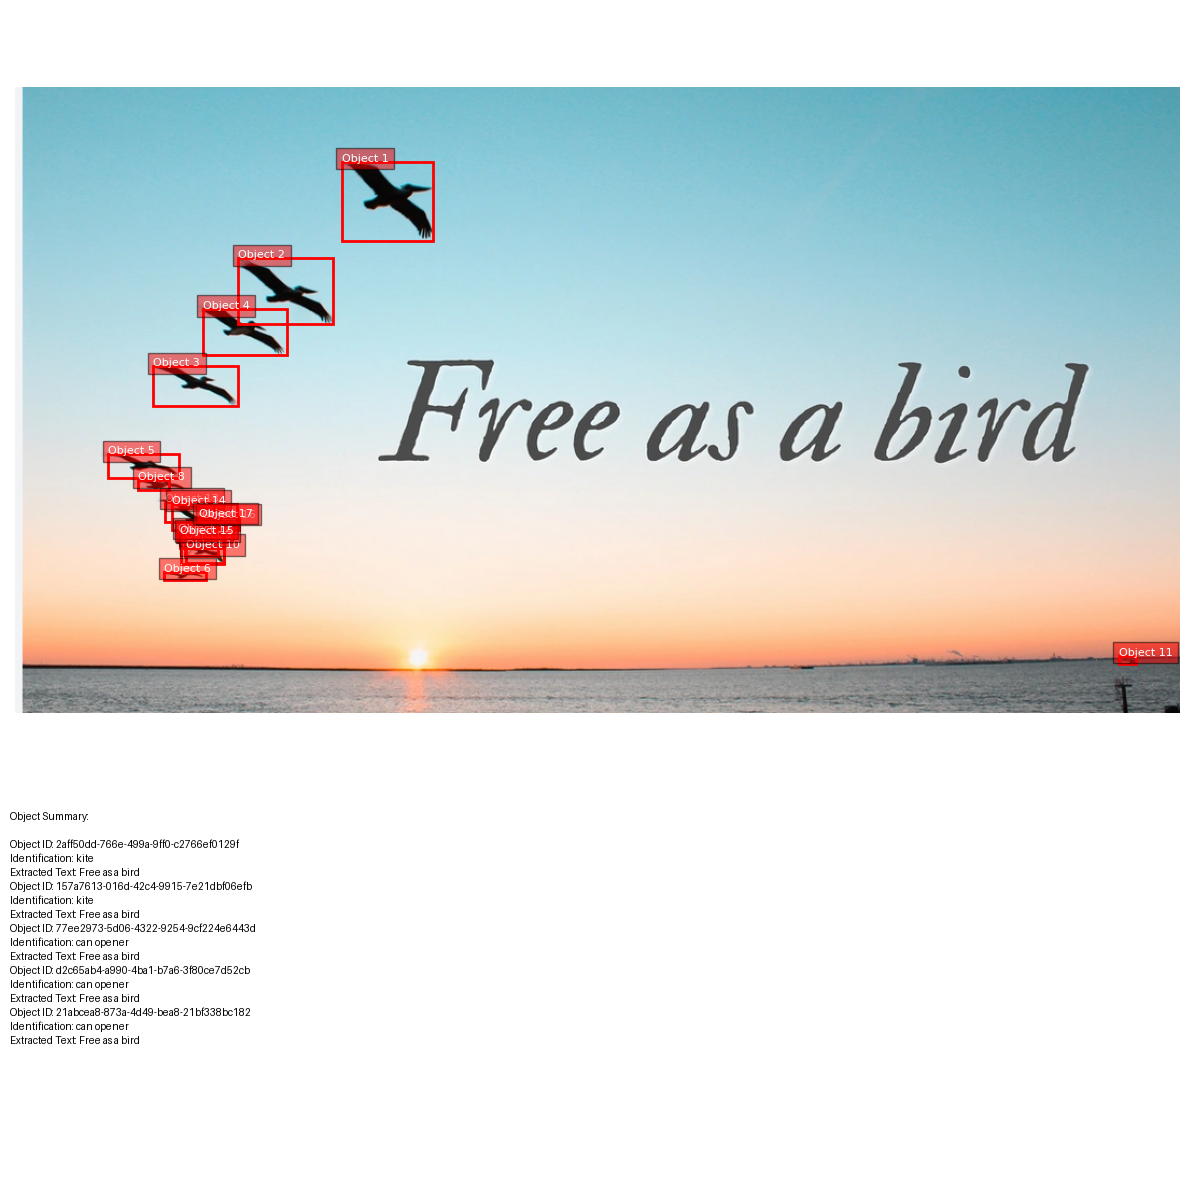 Object 1
Object 2
Object 4
Object 3
Free as a bird
Object 5
Object 8
Object 14
Object 17
Object 15
Object 10
Object 6
Object 11
Object Summary:
Object ID: 2aff50dd-766e-499a-9ff0-c2766ef0129f
Identification: kite
Extracted Text: Free as a bird
Object ID: 157a7613-016d-42c4-9915-7e21dbf06efb
Identification: kite
Extracted Text: Free as a bird
Object ID: 77ee2973-5d06-4322-9254-9cf224e6443d
Identification: can opener
Extracted Text: Free as a bird
Object ID: d2c65ab4-a990-4ba1-b7a6-3f80ce7d52cb
Identification: can opener
Extracted Text: Free as a bird
Object ID: 21abcea8-873a-4d49-bea8-21bf338bc182
Identification: can opener
Extracted Text: Free as a bird